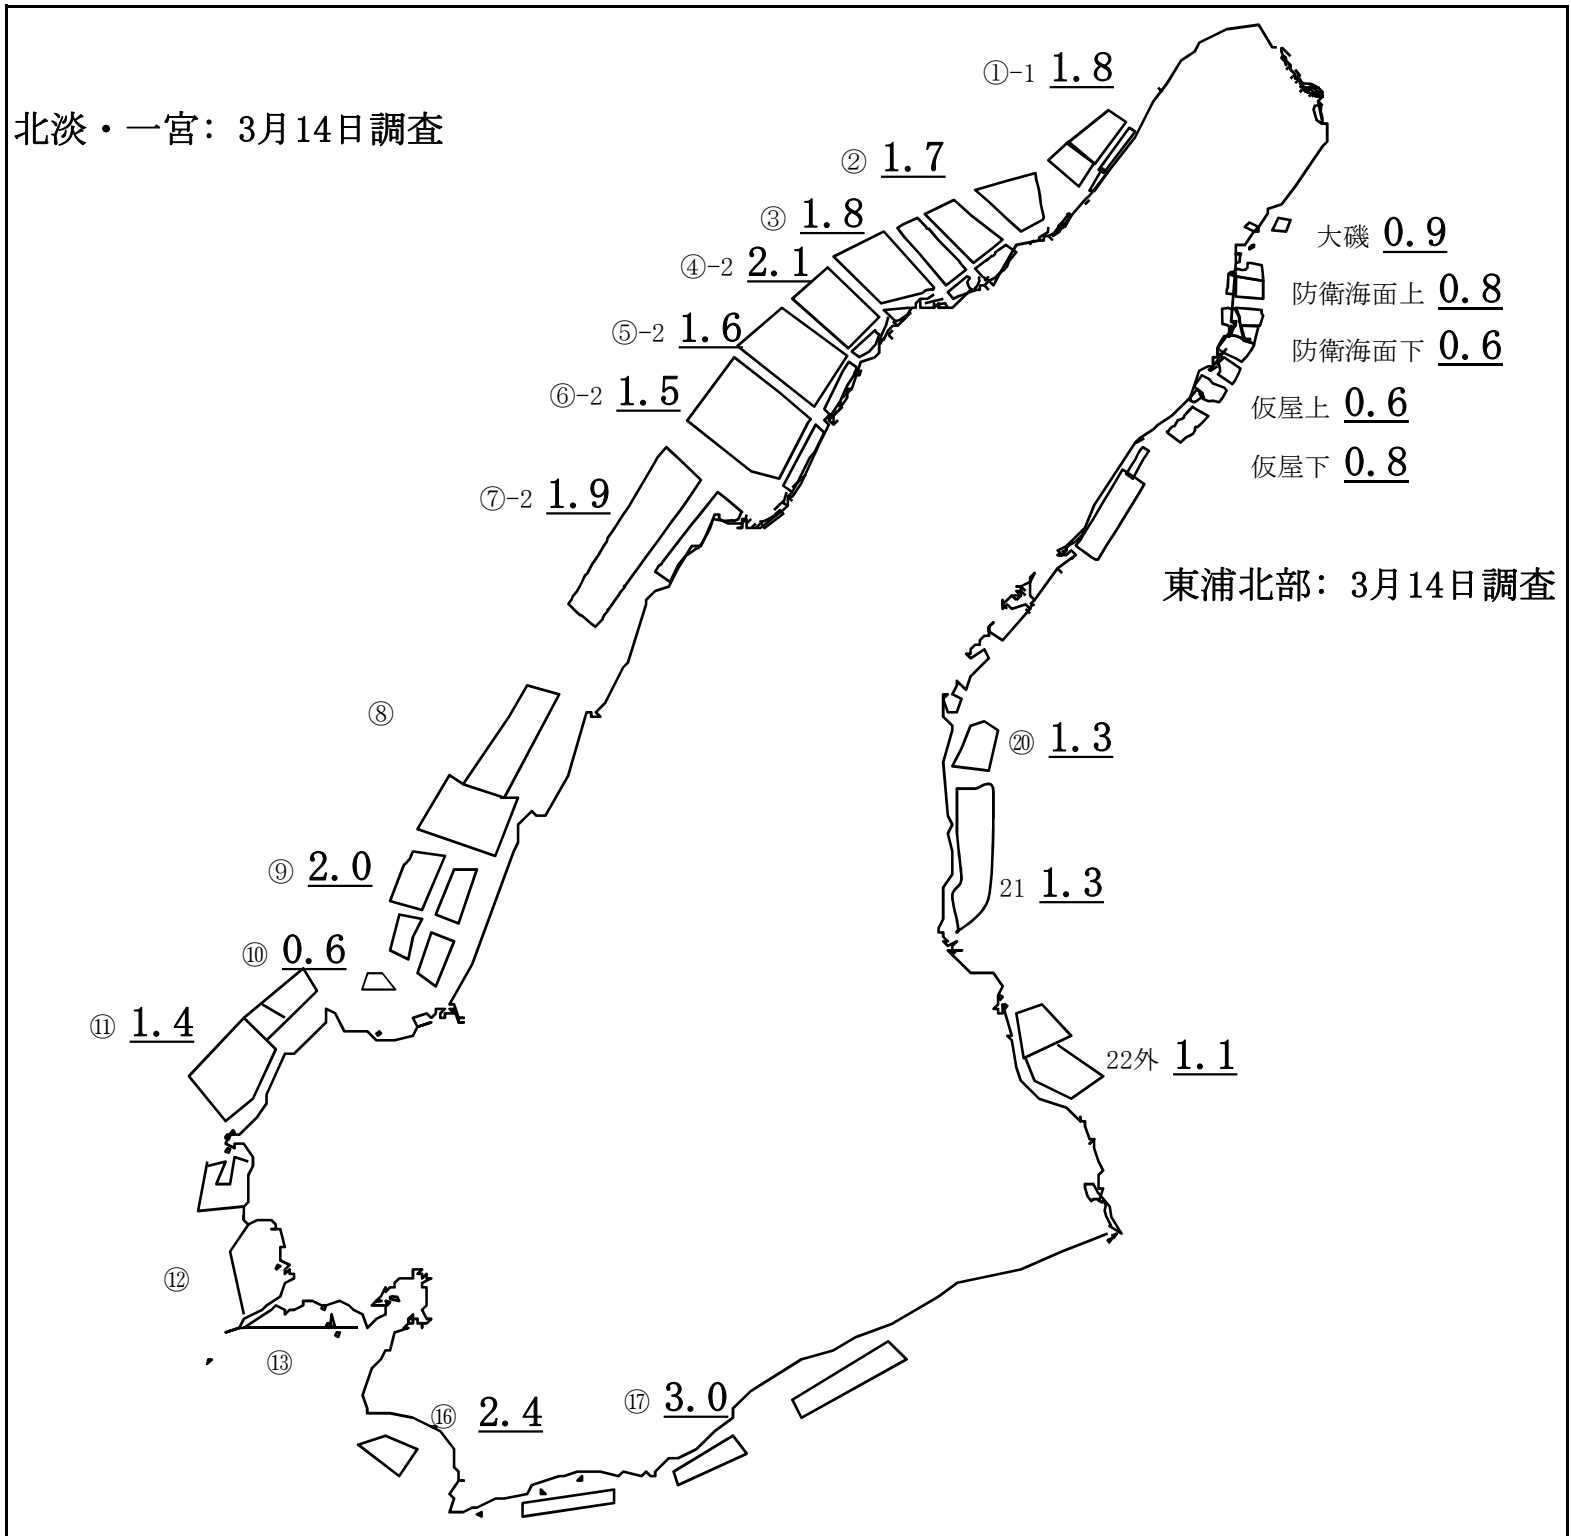 ①-1 1.8
北淡・一宮：3月14日調査
② 1.7
③ 1.8
④-2 2.1
⑤-2 1.6
⑥-2 1.5
⑦-2 1.9
⑧
⑨ 2.0
⑩ 0.6
⑪ 1.4
⑫
⑬
⑯ 2.4
⑰ 3.0
大磯 0.9
防衛海面上 0.8
防衛海面下 0.6
仮屋上 0.6
仮屋下 0.8
東浦北部：3月14日調査
⑳ 1.3
21 1.3
22外 1.1